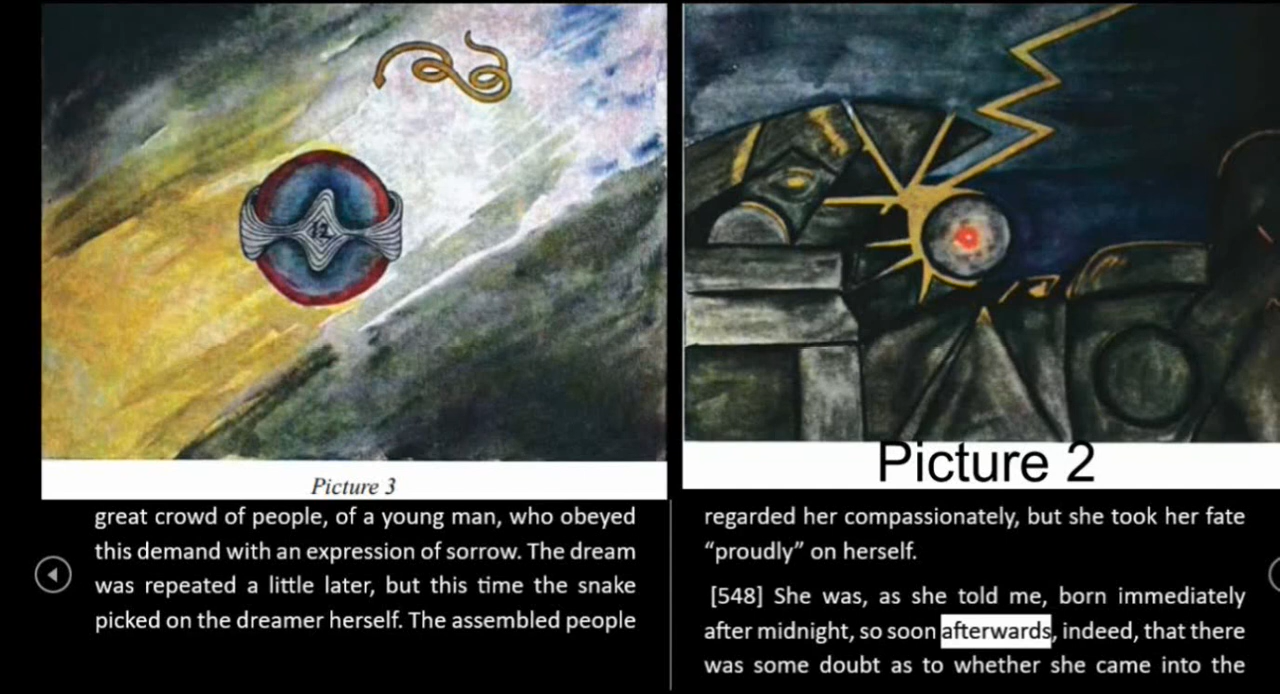 12
Picture 3
great crowd of people, of a young man, who obeyed
this demand with an expression of sorrow. The dream
was repeated a little later, but this time the snake
picked on the dreamer herself. The assembled people
Picture 2
regarded her compassionately, but she took her fate
“proudly” on herself.
[548] She was, as she told me, born immediately
after midnight, so soon afterwards, indeed, that there
was some doubt as to whether she came into the